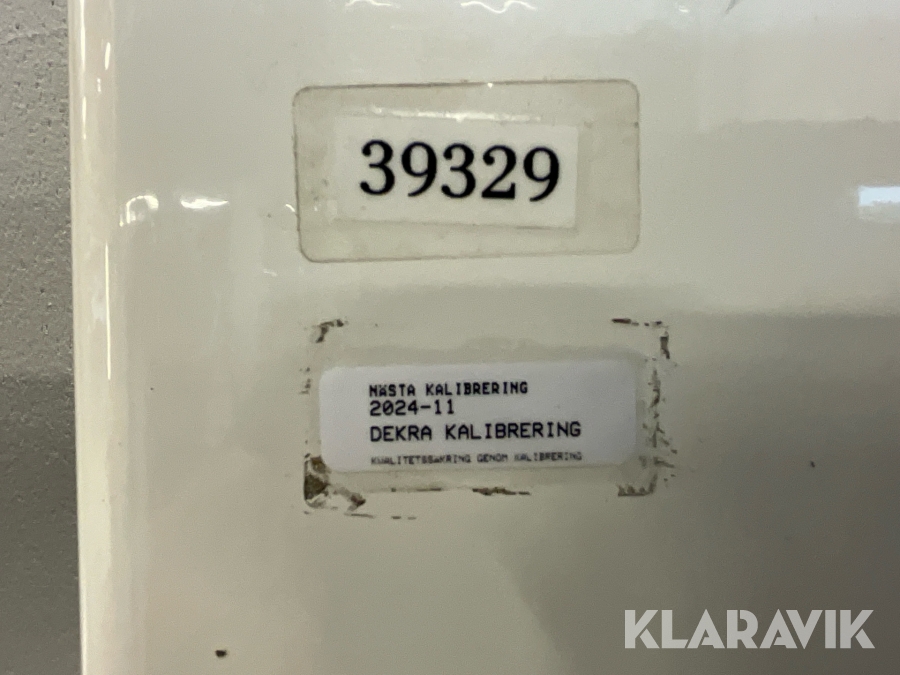 39329
NÄSTA KALIBRERING
2024-11
DEKRA KALIBRERING
KVALITETSSÄKRING GENOM KALIBRERING
KLARAVIK